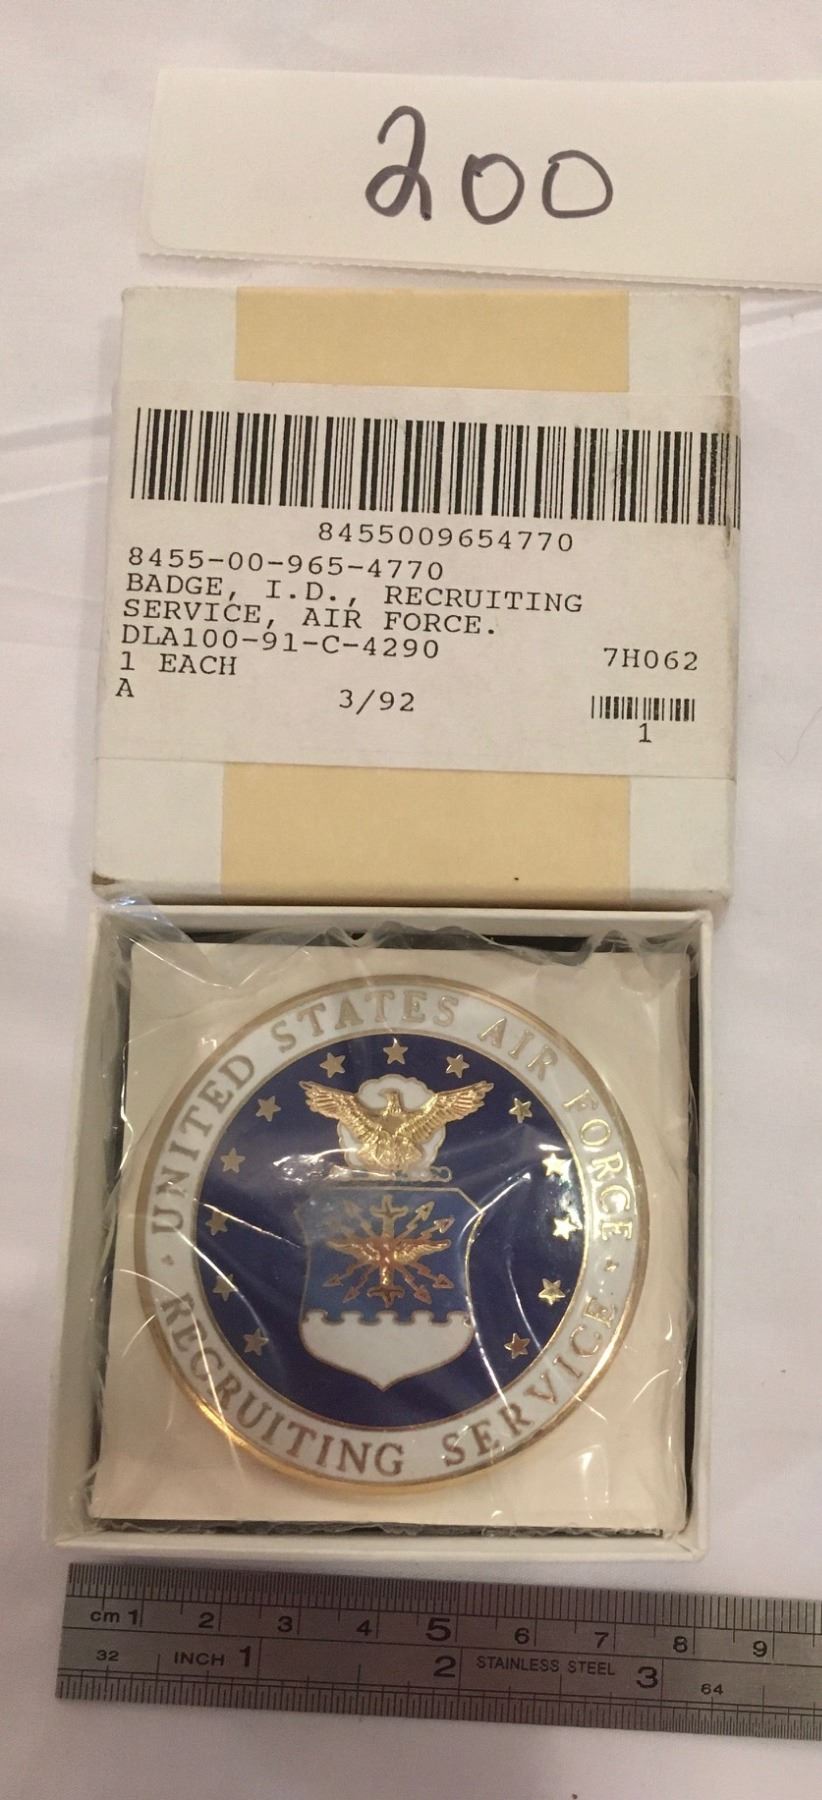 200
8455009654770
8455-00-965-4770
BADGE, I.D., RECRUITING
SERVICE, AIR FORCE.
DLA100-91-C-4290 7H062
1 EACH
A 3/92
1
UNITED STATES AIR FORCE
RECRUITING SERVICE
cm 1 2 3 4 5 6 7 8 9
32 INCH 1 2 STAINLESS STEEL 3 64